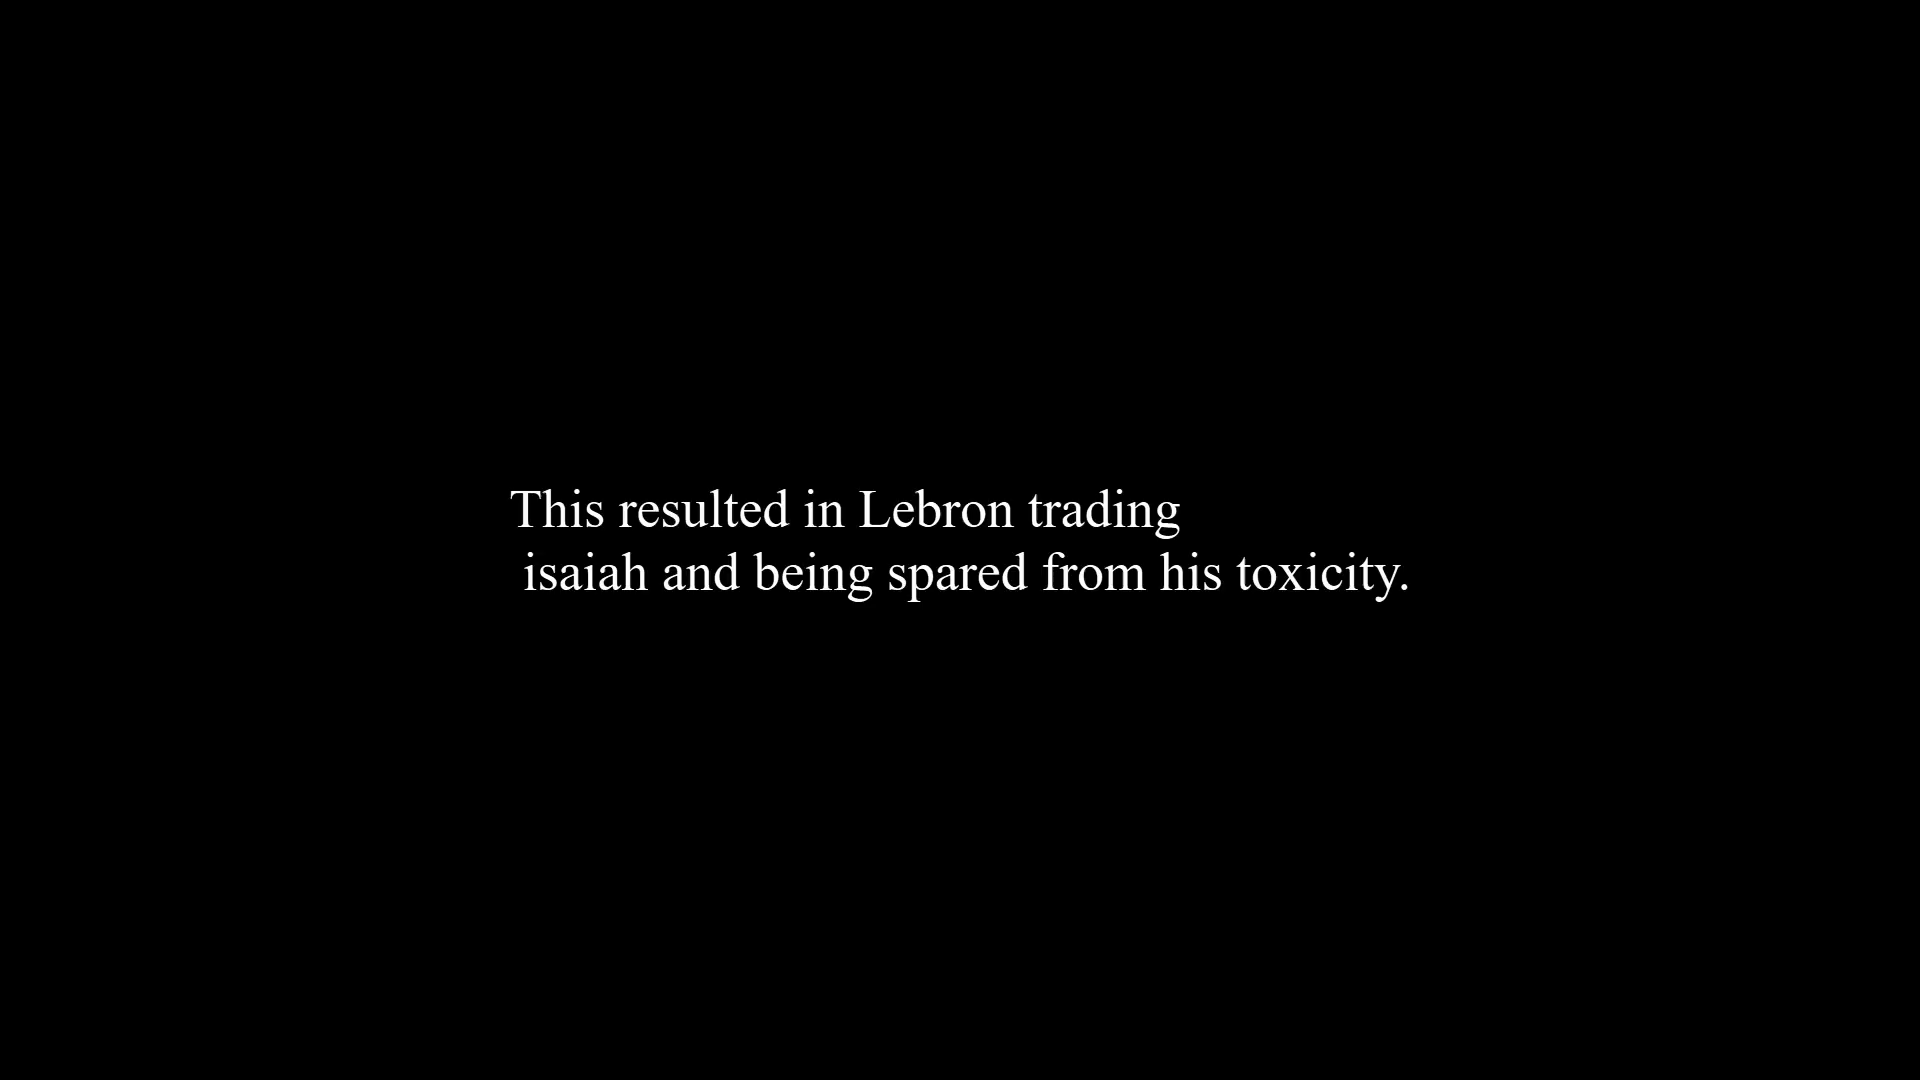 This resulted in Lebron trading
isaiah and being spared from his toxicity.